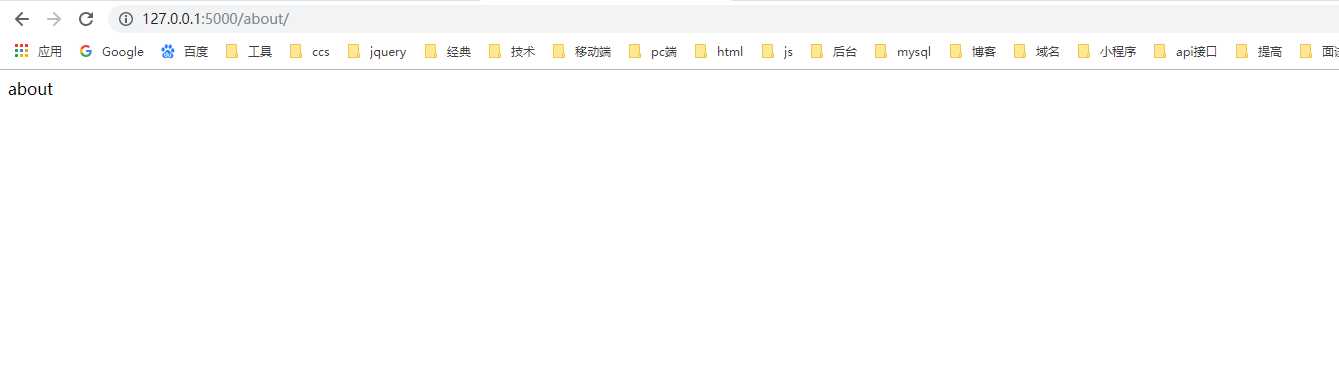 127.0.0.1:5000/about/
应用 Google 百度 工具 ccs jquery 经典 技术 移动端 pc端 html js 后台 mysql 博客 域名 小程序 api接口 提高
about